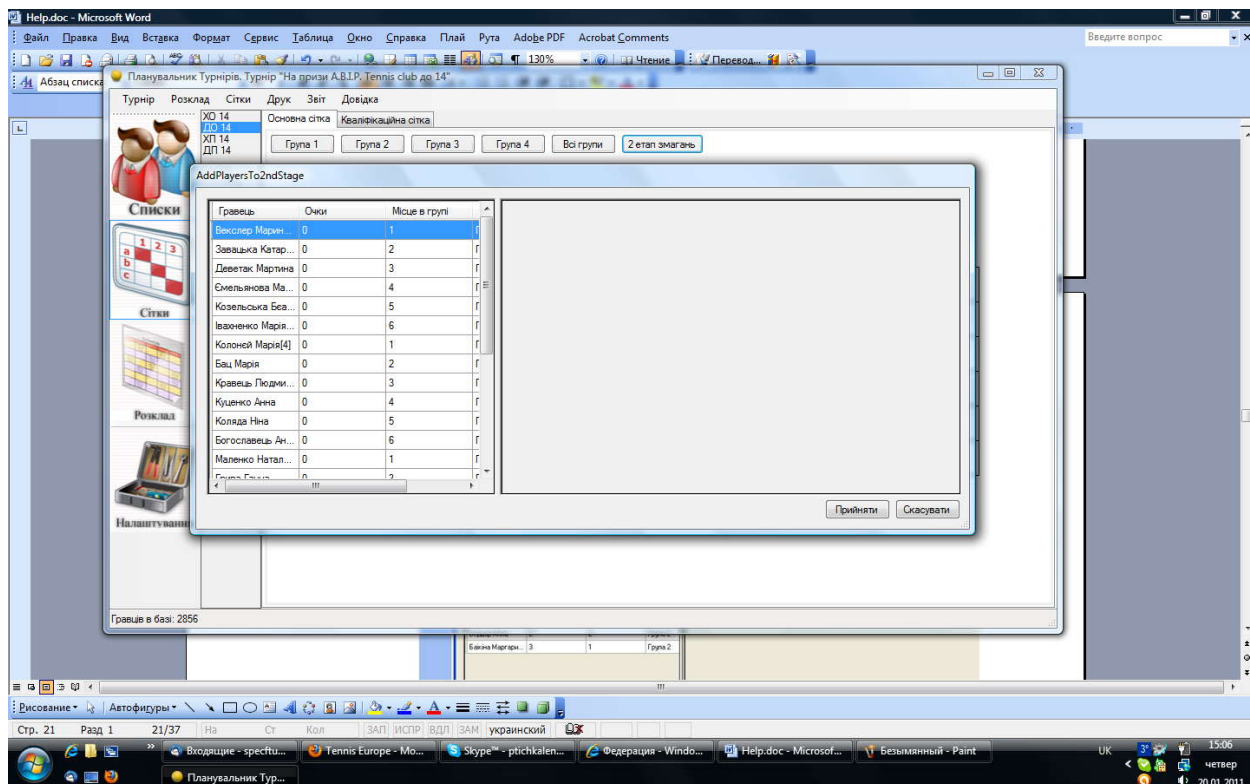 Help.doc - Microsoft Word
Файл Правка Вид Вставка Формат Сервис Таблица Окно Справка Плай Рута Adobe PDF Acrobat Comments
Введите вопрос
130% Чтение Перевод...
Абзац списка
Планувальник Турнірів. Турнір "На призи А.В.І.Р. Tennis club до 14"
Турнір Розклад Сітки Друк Звіт Довідка
ХО 14
ДО 14
ХП 14
ДП 14
Основна сітка Кваліфікаційна сітка
Група 1 Група 2 Група 3 Група 4 Всі групи 2 етап змагань
Списки
Сітки
Розклад
Налаштування
AddPlayersTo2ndStage
Гравець Очки Місце в групі
Векслер Марин... 0 1
Завацька Катар... 0 2
Деветак Мартина 0 3
Ємельянова Ма... 0 4
Козельська Беа... 0 5
Івахненко Марія... 0 6
Колонєй Марія[4] 0 1
Бац Марія 0 2
Кравець Людми... 0 3
Куценко Анна 0 4
Коляда Ніна 0 5
Богославець Ан... 0 6
Маленко Натал... 0 1
Прийняти Скасувати
Гравців в базі: 2856
3 1 Група 2
Рисование Автофигуры
Стр. 21 Разд 1 21/37 На Ст Кол ЗАП ИСПР ВДЛ ЗАМ украинский
Входящие - specftu... Tennis Europe - Mo... Skype™ - ptichkalen... Федерация - Windo... Help.doc - Microsof... Безымянный - Paint
Планувальник Тур...
UK 3° 15:06
четверг
20.01.2011